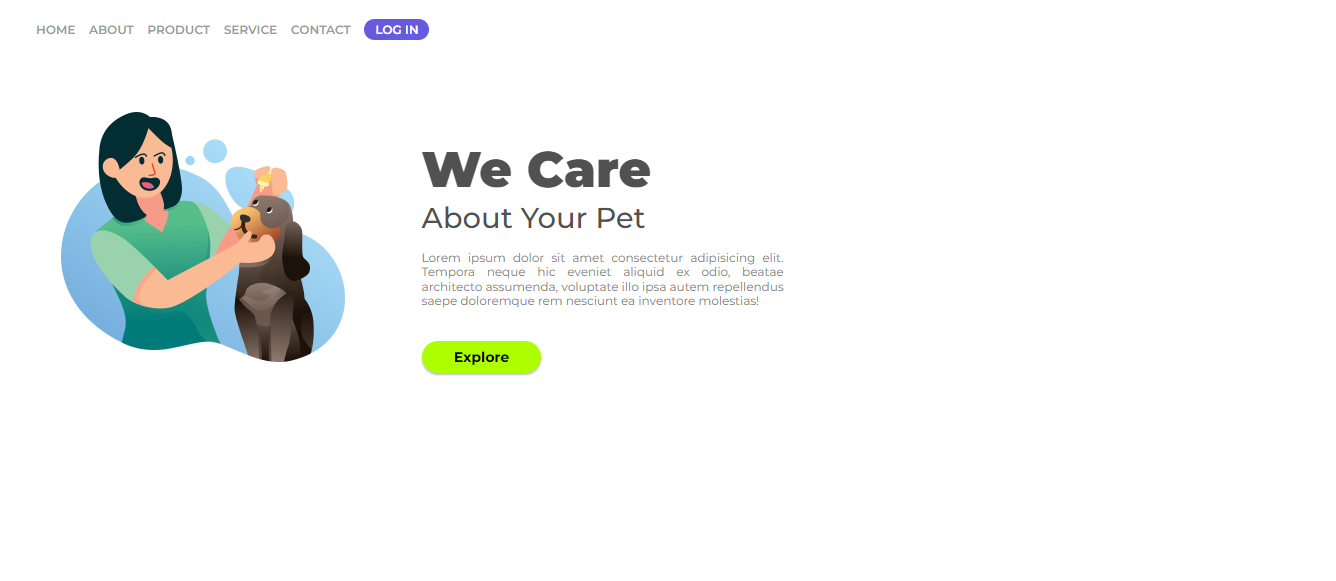 HOME ABOUT PRODUCT SERVICE CONTACT LOG IN
We Care
About Your Pet
Lorem ipsum dolor sit amet consectetur adipisicing elit.
Tempora neque hic eveniet aliquid ex odio, beatae
architecto assumenda, voluptate illo ipsa autem repellendus
saepe doloremque rem nesciunt ea inventore molestias!
Explore